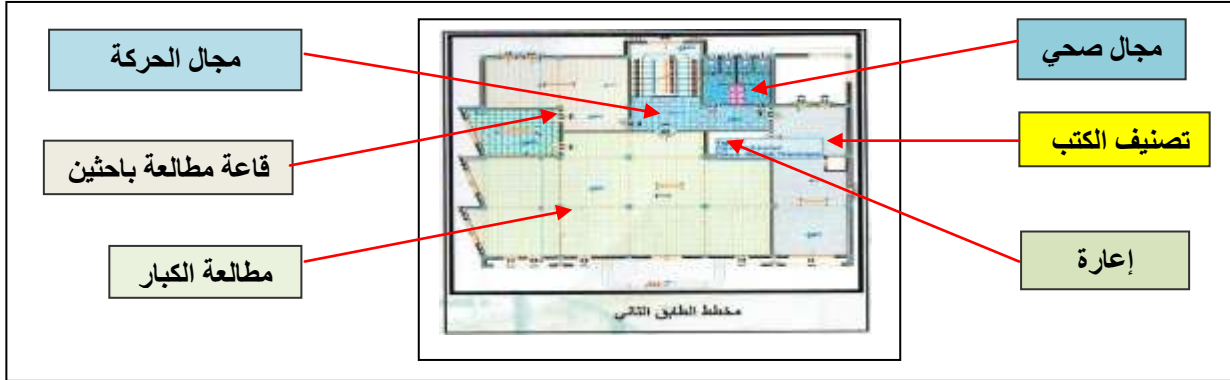 مجال صحي
مجال الحركة
تصنيف الكتب
قاعة مطالعة باحثين
إعارة
مطالعة الكبار
مخطط الطابق الثاني